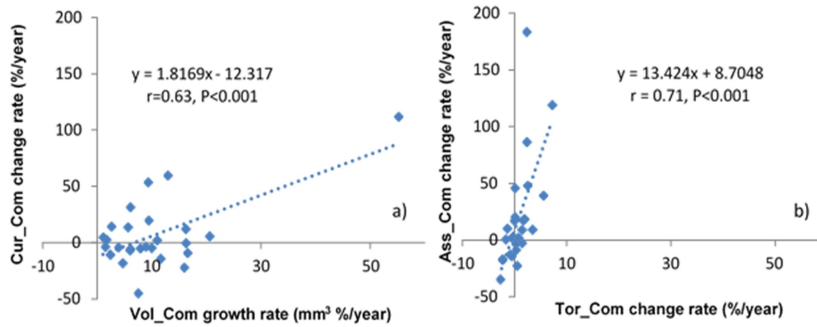 Cur_Com change rate (%/year)
200
150
100
50
0
-50
-10
10
30
50
y = 1.8169x - 12.317
r=0.63, P<0.001
a)
Vol_Com growth rate (mm³ %/year)
Ass_Com change rate (%/year)
200
150
100
50
0
-50
-10
10
30
50
y = 13.424x + 8.7048
r = 0.71, P<0.001
b)
Tor_Com change rate (%/year)